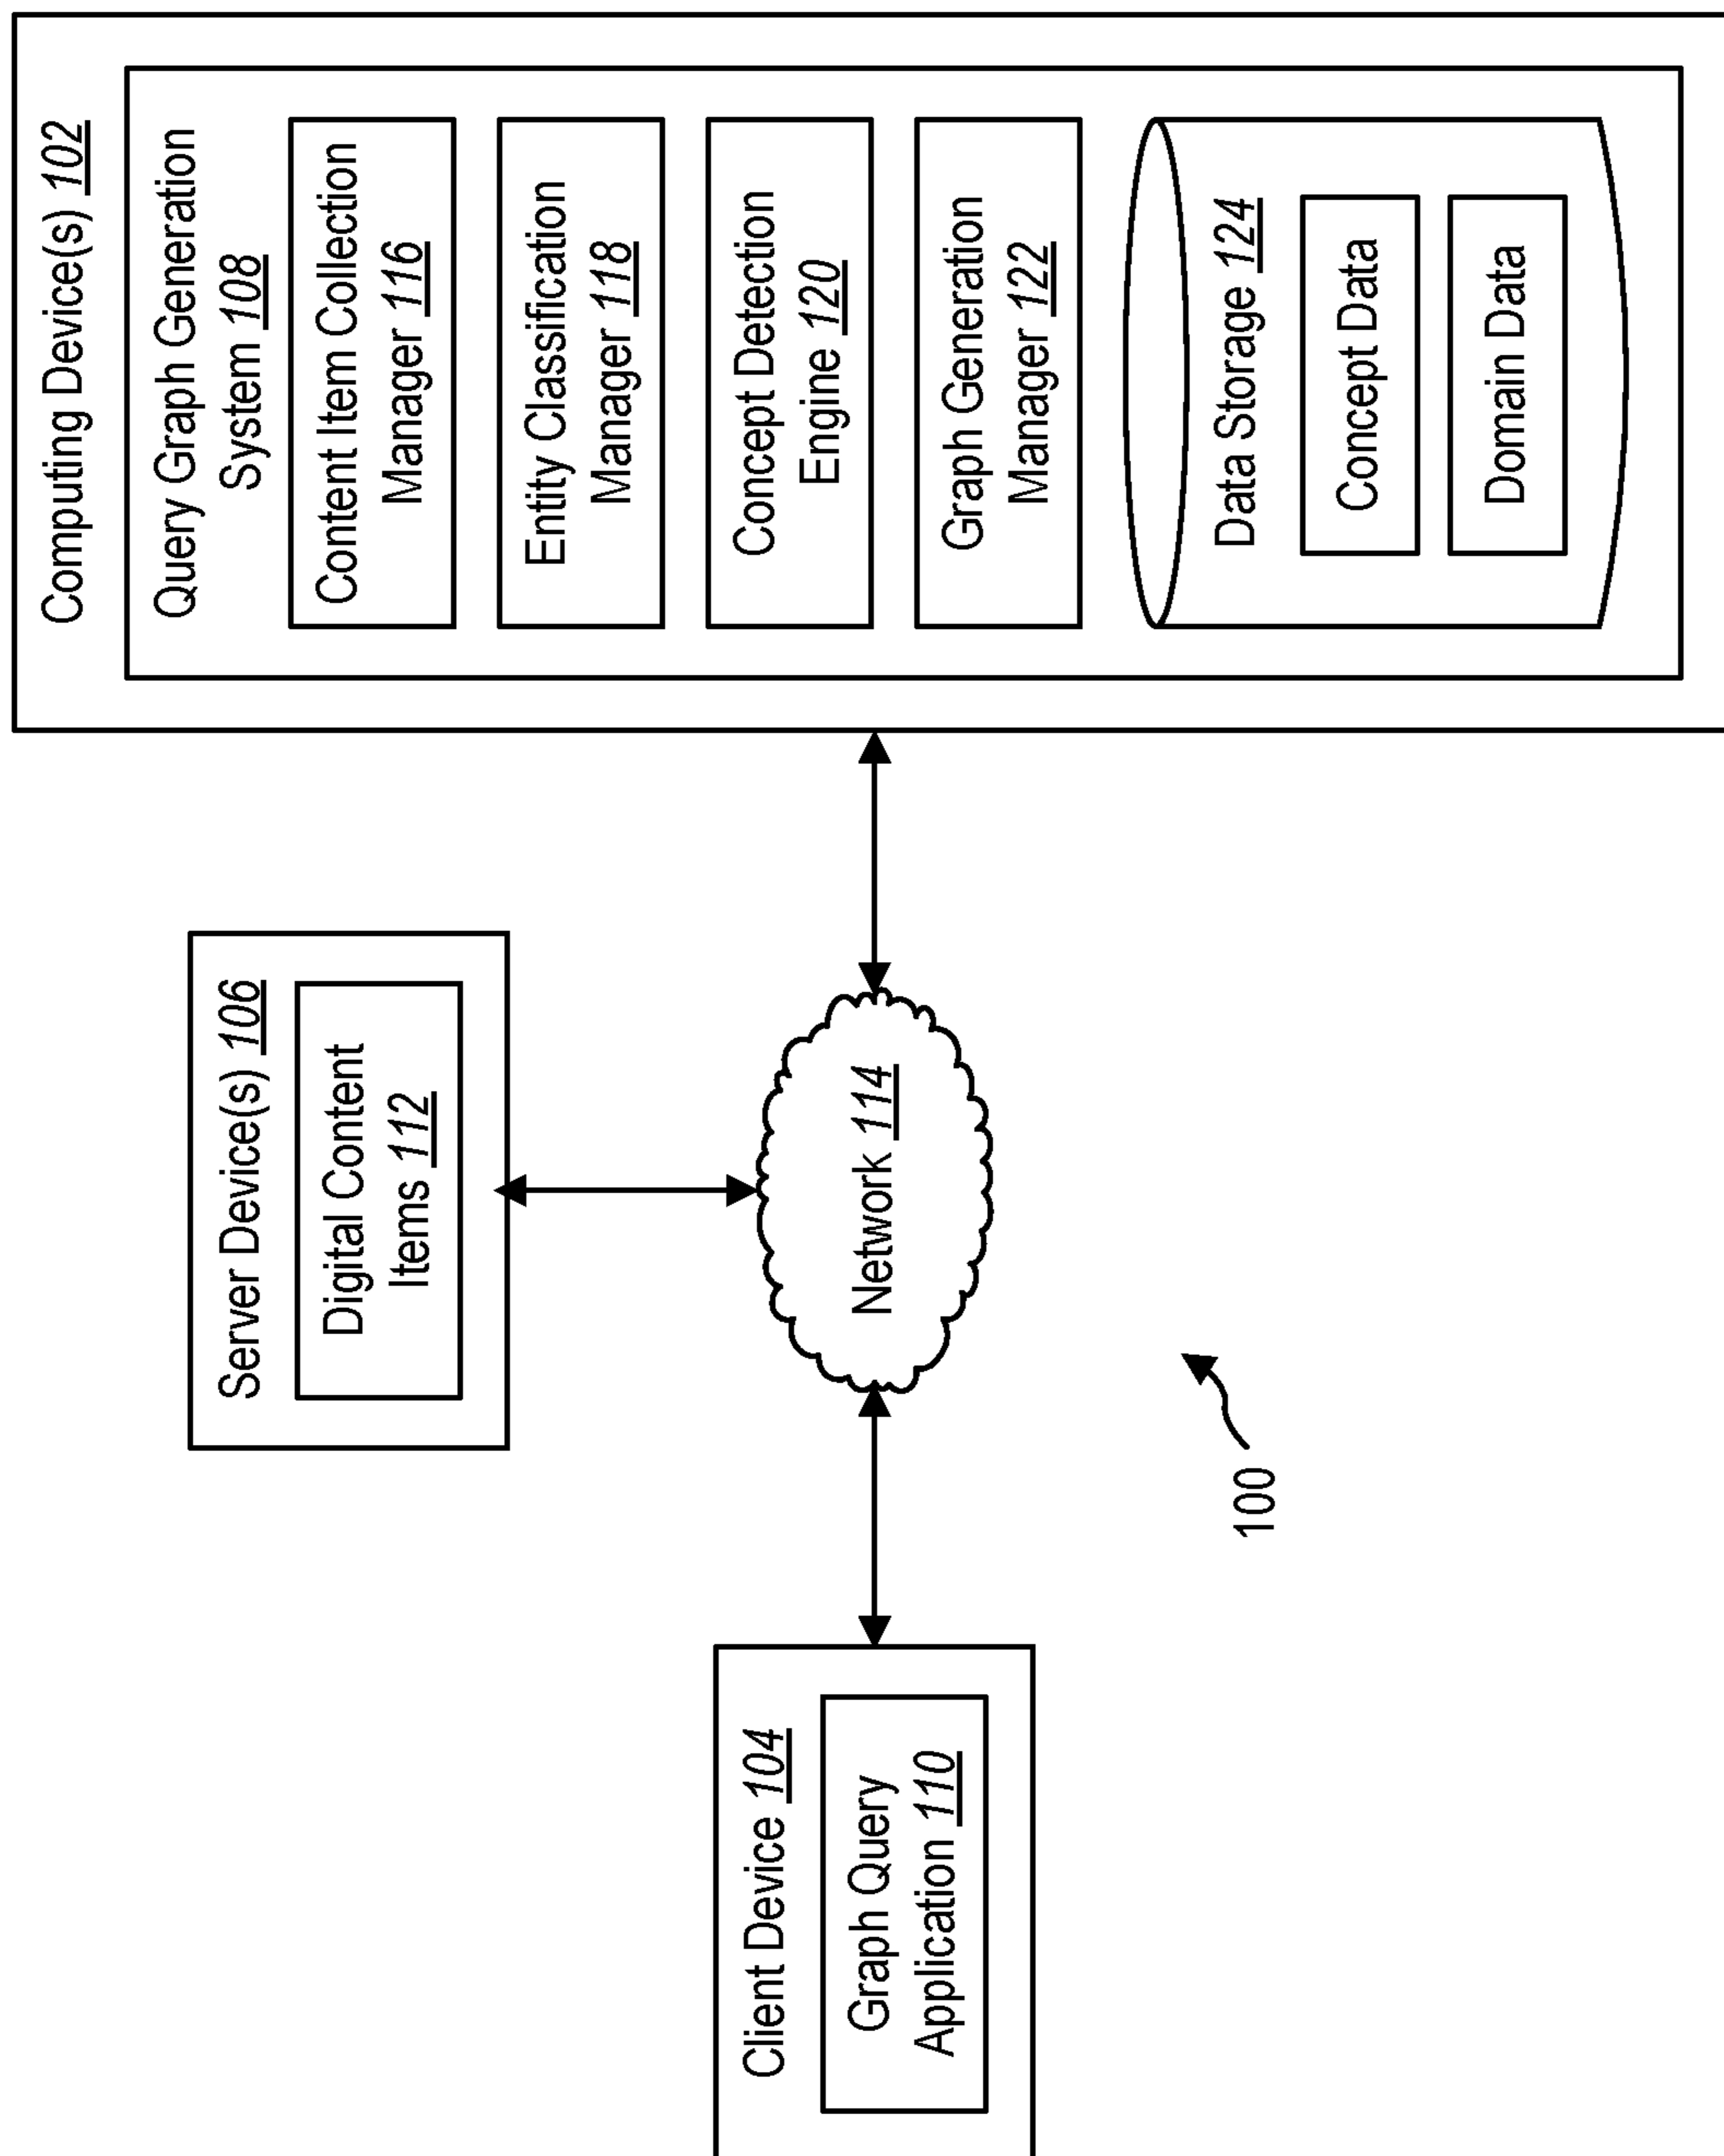 Client Device 104
Graph Query
Application 110
Server Device(s) 106
Digital Content
Items 112
Network 114
100
Computing Device(s) 102
Query Graph Generation
System 108
Content Item Collection
Manager 116
Entity Classification
Manager 118
Concept Detection
Engine 120
Graph Generation
Manager 122
Data Storage 124
Concept Data
Domain Data